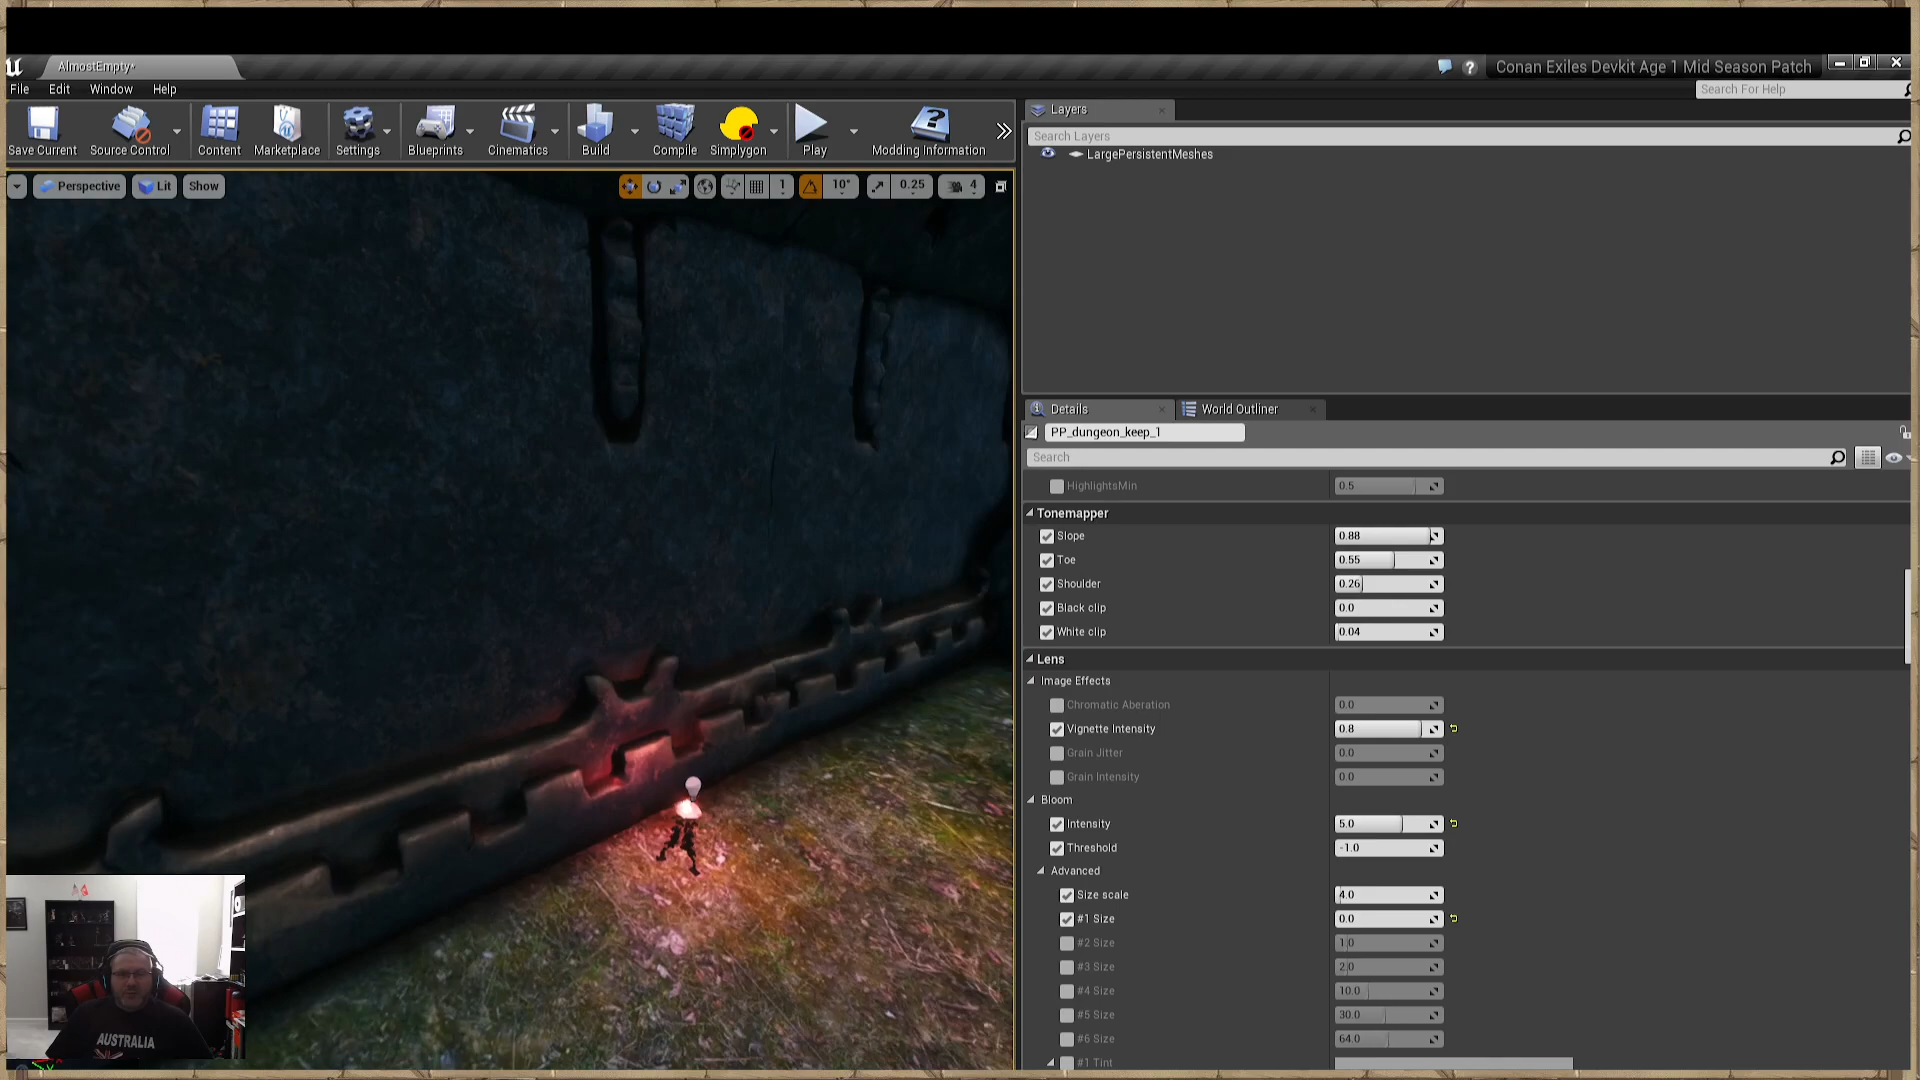 AlmostEmpty*
Conan Exiles Devkit Age 1 Mid Season Patch
File Edit Window Help
Search For Help
Save Current Source Control Content Marketplace Settings Blueprints Cinematics Build Compile Simplygon Play Modding Information
Layers
Search Layers
LargePersistentMeshes
Perspective Lit Show 1 10° 0.25 4
Details World Outliner
PP_dungeon_keep_1
Search
HighlightsMin 0.5
Tonemapper
Slope 0.88
Toe 0.55
Shoulder 0.26
Black clip 0.0
White clip 0.04
Lens
Image Effects
Chromatic Aberation 0.0
Vignette Intensity 0.8
Grain Jitter 0.0
Grain Intensity 0.0
Bloom
Intensity 5.0
Threshold -1.0
Advanced
Size scale 4.0
#1 Size 0.0
#2 Size 1.0
#3 Size 2.0
#4 Size 10.0
#5 Size 30.0
#6 Size 64.0
#1 Tint
AUSTRALIA